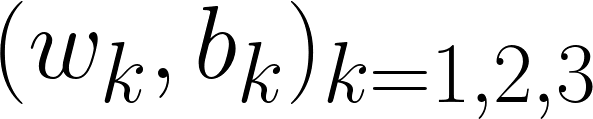 (w_k, b_k)_{k=1,2,3}